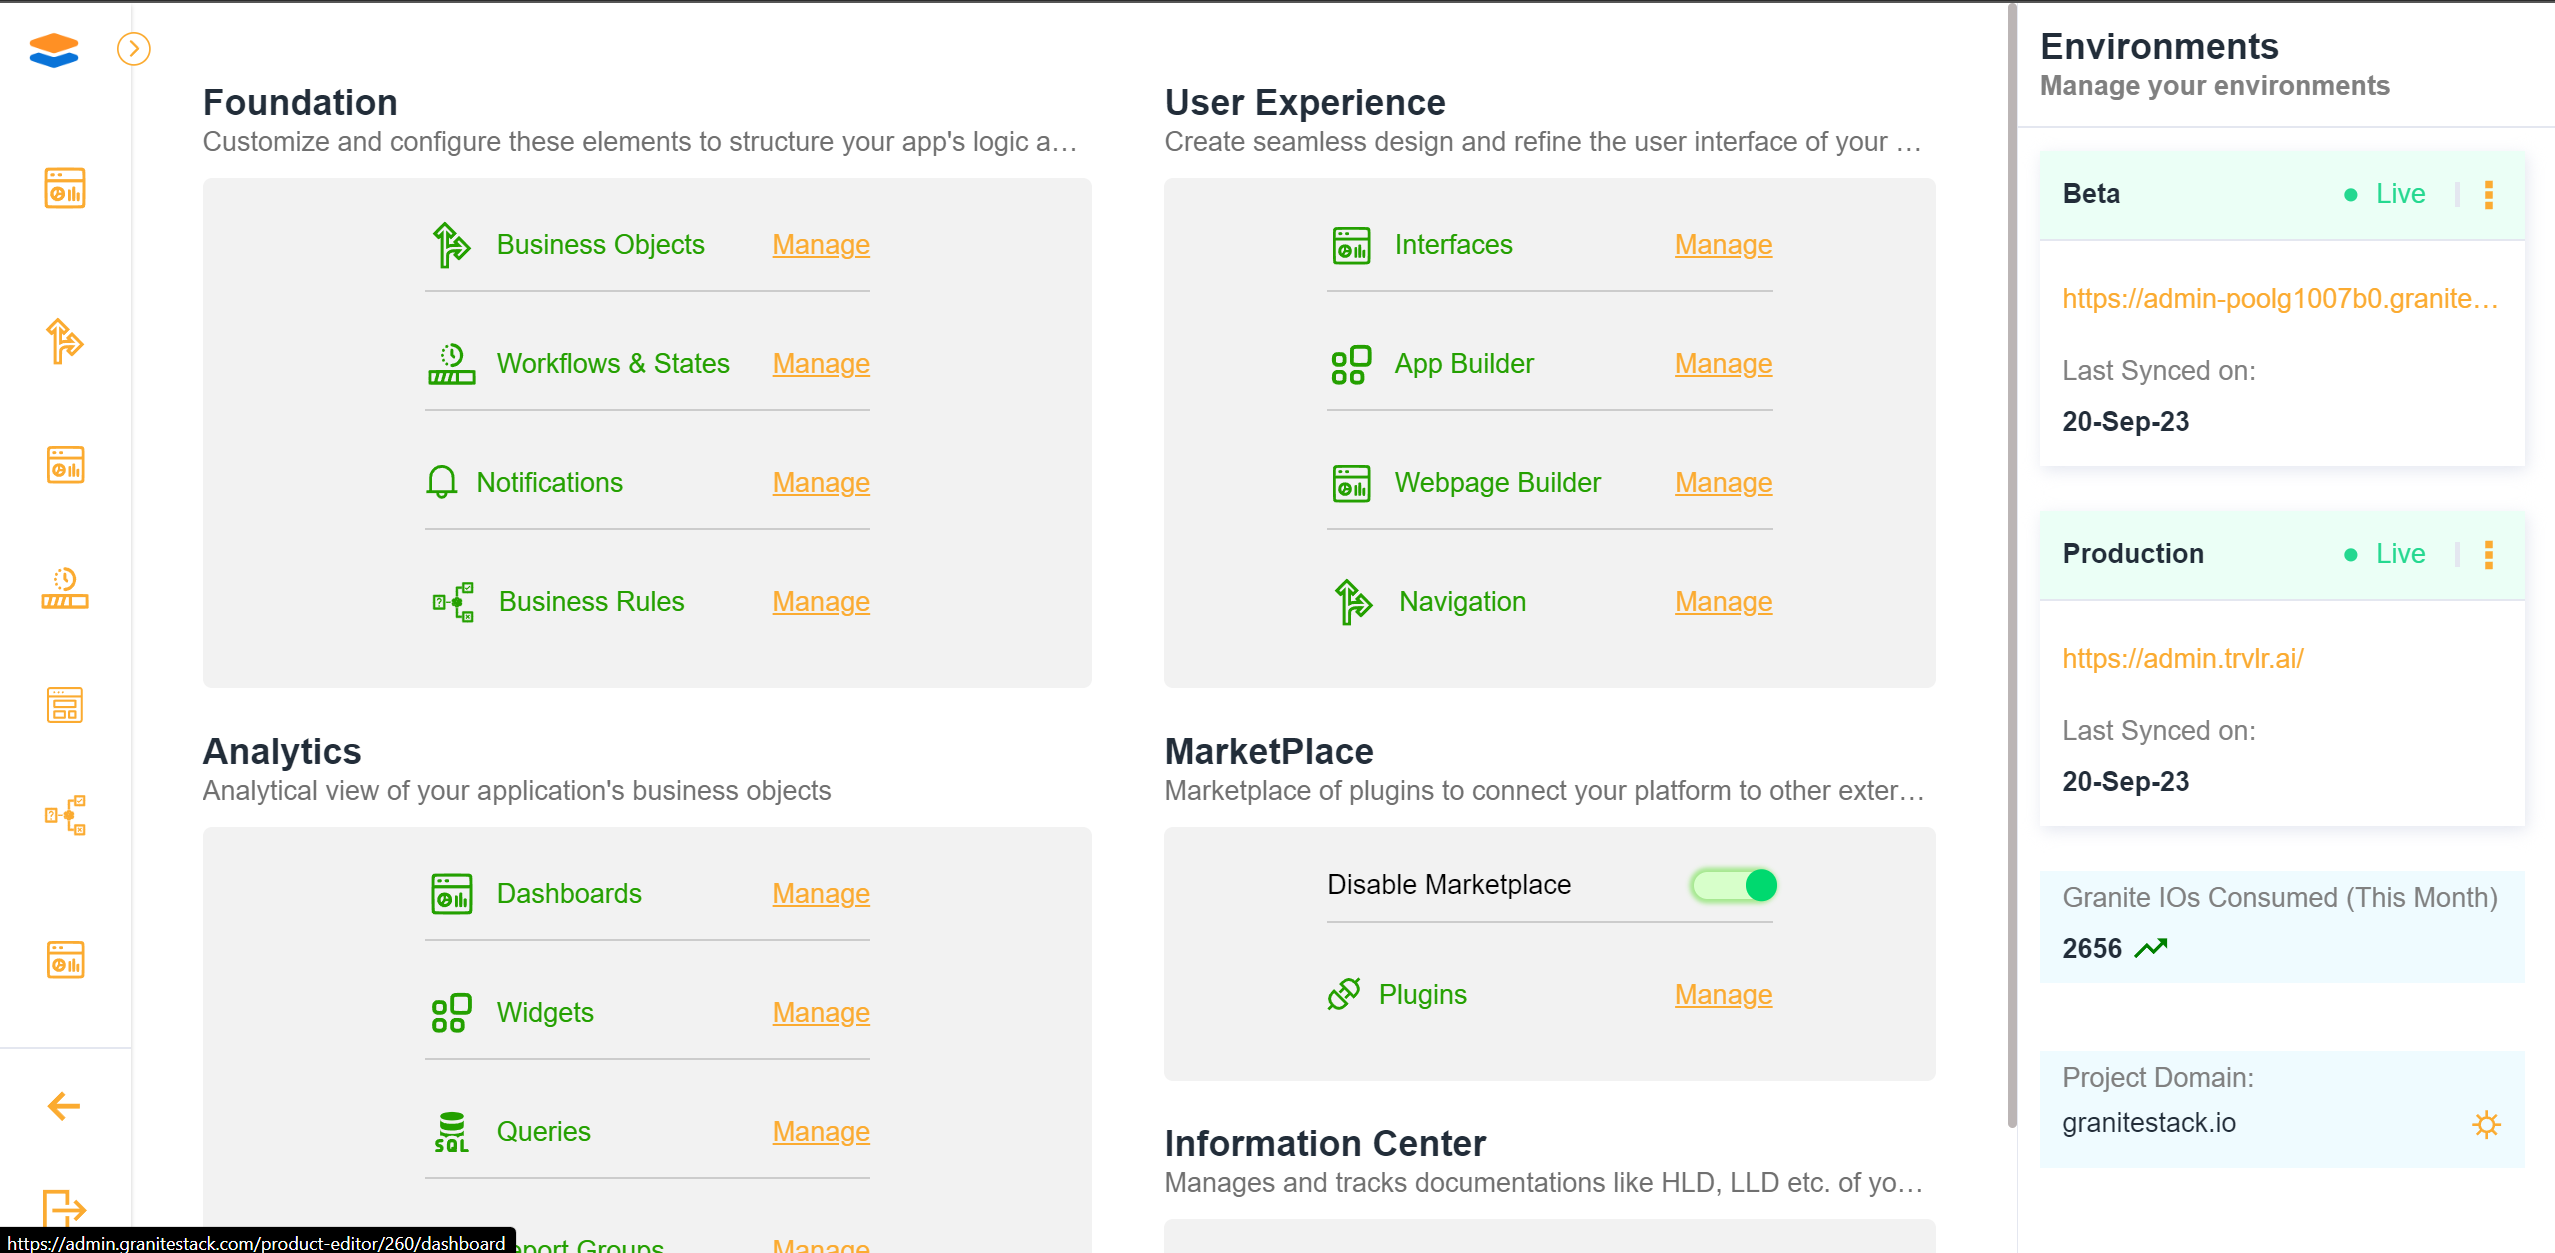 Foundation
Customize and configure these elements to structure your app's logic a...
Business Objects Manage
Workflows & States Manage
Notifications Manage
Business Rules Manage
User Experience
Create seamless design and refine the user interface of your ...
Interfaces Manage
App Builder Manage
Webpage Builder Manage
Navigation Manage
Analytics
Analytical view of your application's business objects
Dashboards Manage
Widgets Manage
SQL Queries Manage
port Groups Manage
MarketPlace
Marketplace of plugins to connect your platform to other exter...
Disable Marketplace
Plugins Manage
Information Center
Manages and tracks documentations like HLD, LLD etc. of yo...
Environments
Manage your environments
Beta Live
https://admin-poolg1007b0.granite...
Last Synced on:
20-Sep-23
Production Live
https://admin.trvlr.ai/
Last Synced on:
20-Sep-23
Granite IOs Consumed (This Month)
2656
Project Domain:
granitestack.io
https://admin.granitestack.com/product-editor/260/dashboard